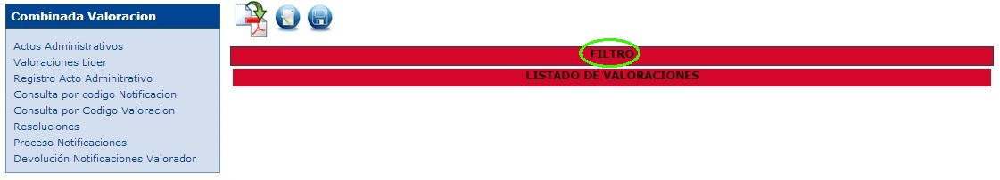 Combinada Valoracion
Actos Administrativos
Valoraciones Lider
Registro Acto Adminitrativo
Consulta por codigo Notificacion
Consulta por Codigo Valoracion
Resoluciones
Proceso Notificaciones
Devolución Notificaciones Valorador
FILTRO
LISTADO DE VALORACIONES